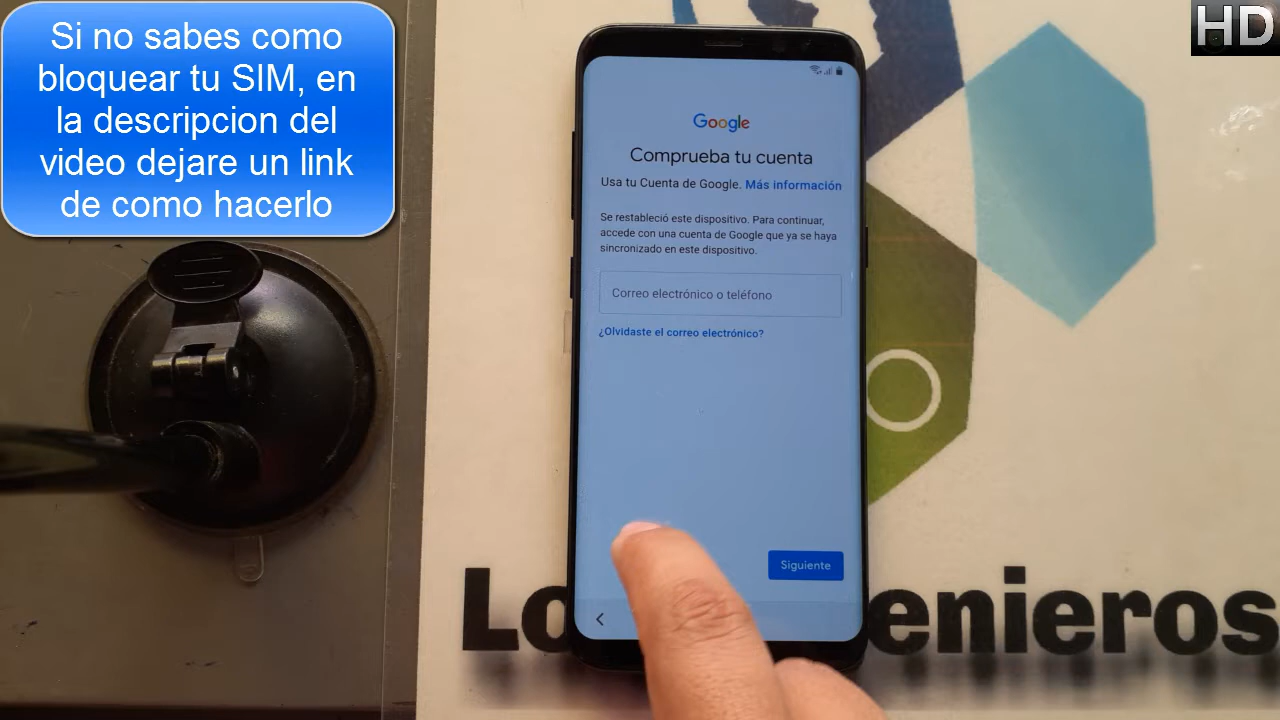 Si no sabes como
bloquear tu SIM, en
la descripcion del
video dejare un link
de como hacerlo
HD
Google
Comprueba tu cuenta
Usa tu Cuenta de Google. Más información
Se restableció este dispositivo. Para continuar,
accede con una cuenta de Google que ya se haya
sincronizado en este dispositivo.
Correo electrónico o teléfono
¿Olvidaste el correo electrónico?
Siguiente
Lo enieros